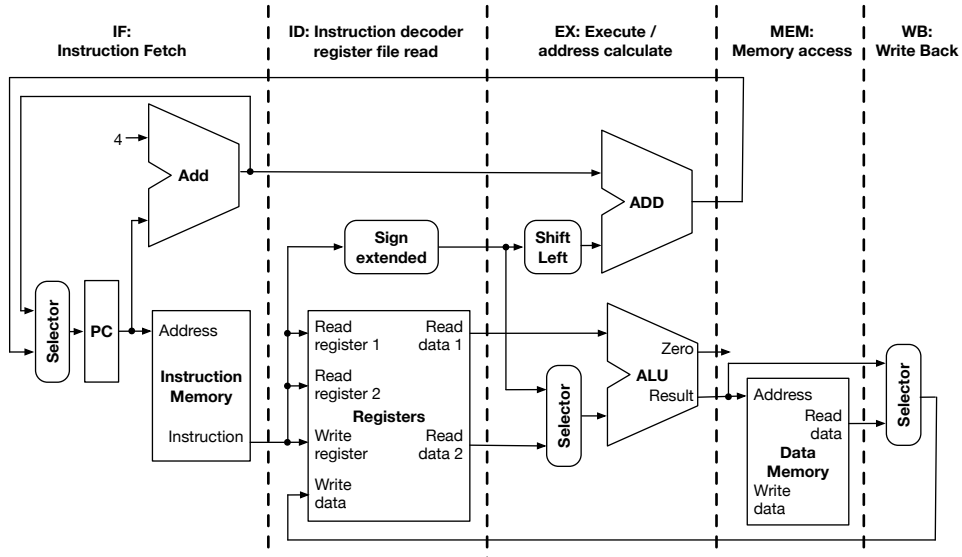 IF:
Instruction Fetch
ID: Instruction decoder
register file read
EX: Execute /
address calculate
MEM:
Memory access
WB:
Write Back
4
Add
ADD
Sign
extended
Shift
Left
Selector
PC
Address
Instruction
Memory
Instruction
Read
register 1
Read
data 1
Read
register 2
Registers
Write
register
Read
data 2
Write
data
Selector
Zero
ALU
Result
Address
Read
data
Data
Memory
Write
data
Selector